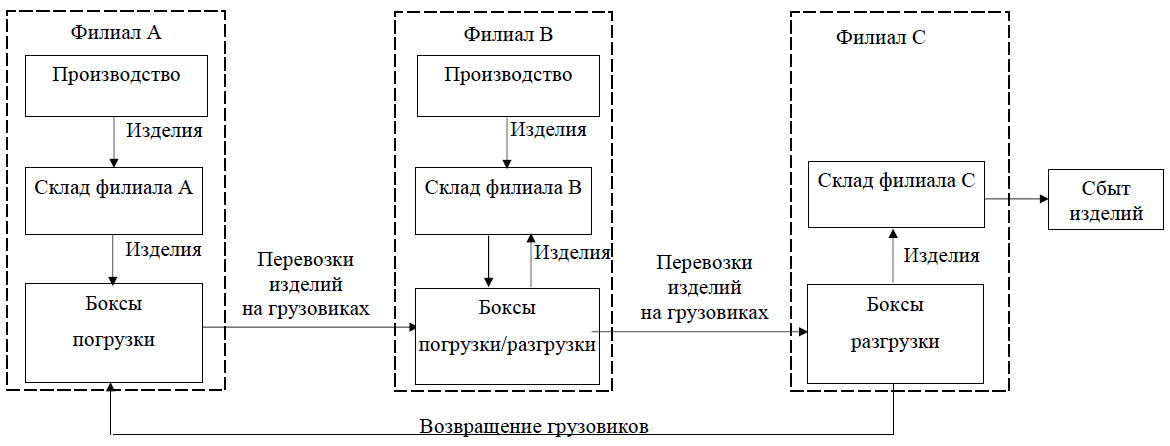 Филиал А
Производство
Изделия
Склад филиала А
Изделия
Боксы
погрузки
Перевозки
изделий
на грузовиках
Филиал В
Производство
Изделия
Склад филиала В
Изделия
Боксы
погрузки/разгрузки
Перевозки
изделий
на грузовиках
Филиал С
Склад филиала С
Изделия
Боксы
разгрузки
Сбыт
изделий
Возвращение грузовиков